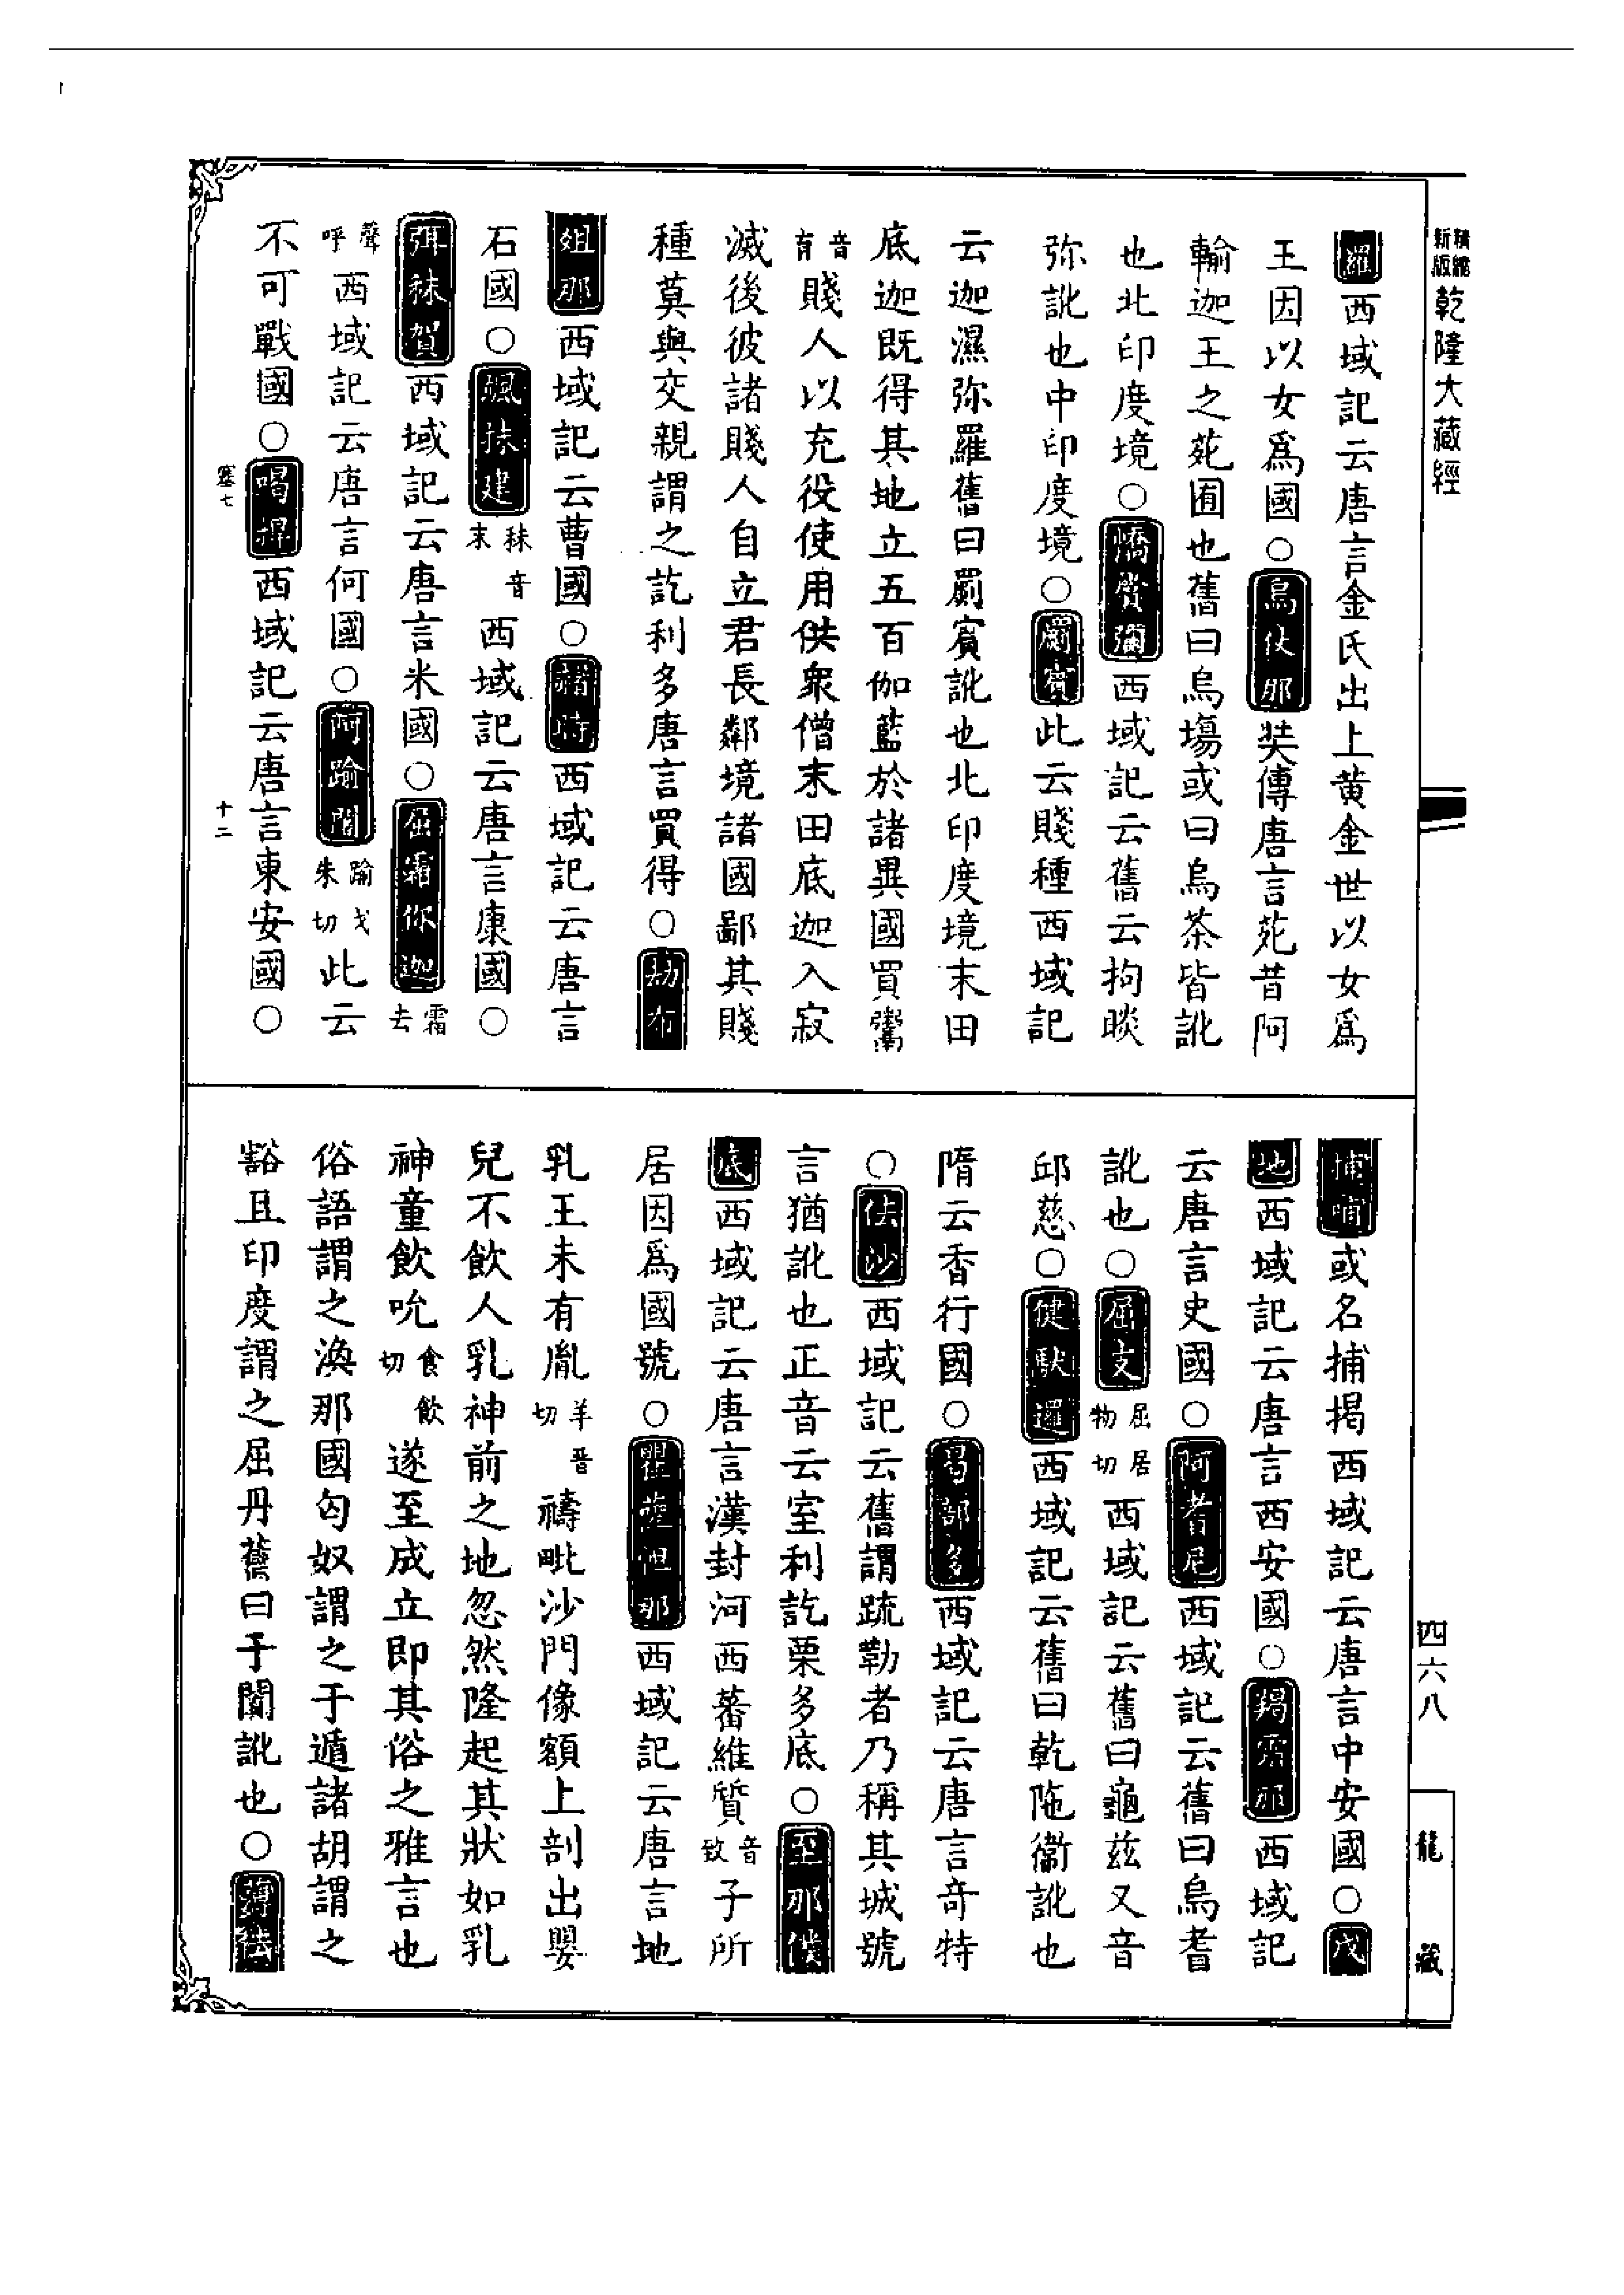 精縮新版
乾隆大藏經
羅西域記云唐言金氏出上黄金世以女爲
王因以女爲國○烏仗那奘傳唐言苑昔阿
輸迦王之苑囿也舊曰烏塲或曰烏茶皆訛
也北印度境○憍賞彌西域記云舊云拘睒
弥訛也中印度境○罽賓此云賤種西域記
云迦濕弥羅舊曰罽賓訛也北印度境末田
底迦既得其地立五百伽藍於諸異國買鬻
音育賤人以充役使用供衆僧末田底迦入寂
滅後彼諸賤人自立君長鄰境諸國鄙其賤
種莫與交親謂之訖利多唐言買得○劫布
呾那西域記云曹國○赭時西域記云唐言
石國○颯秣建秣音末西域記云唐言康國○
弭秣賀西域記云唐言米國○屈霜你迦霜去
聲呼西域記云唐言何國○阿踰闍踰戈朱切此云
不可戰國○喝捍西域記云唐言東安國○
塞七
十二
捕喝或名捕揭西域記云唐言中安國○伐
地西域記云唐言西安國○羯霜那西域記
云唐言史國○阿耆尼西域記云舊曰烏耆
訛也○屈支屈居物切西域記云舊曰龜兹又音
邱慈○健馱邏西域記云舊曰乾陁衞訛也
隋云香行國○曷部多西域記云唐言竒特
○佉沙西域記云舊謂疏勒者乃稱其城號
言猶訛也正音云室利訖栗多底○至那僕
底西域記云唐言漢封河西蕃維質音致子所
居因爲國號○瞿薩怛那西域記云唐言地
乳王未有胤羊晋切禱毗沙門像額上剖出嬰
兒不飲人乳神前之地忽然隆起其狀如乳
神童飲吮食飲切遂至成立即其俗之雅言也
俗語謂之渙那國匈奴謂之于遁諸胡謂之
豁且印度謂之屈丹舊曰于闐訛也○
四六八
龍藏